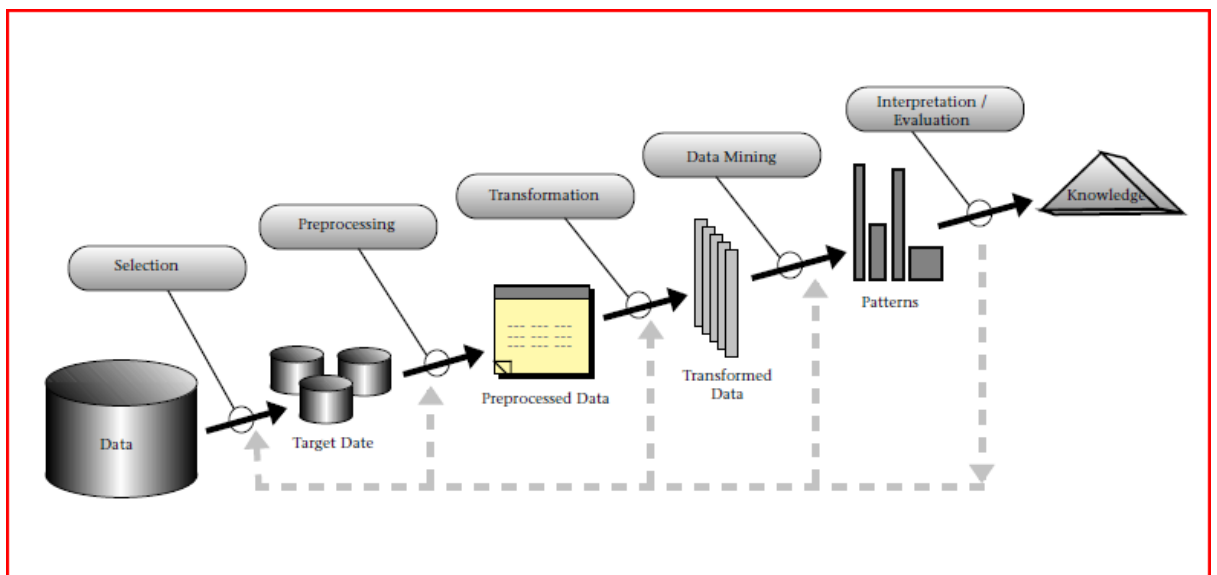 Interpretation /
Evaluation
Data Mining
Transformation
Preprocessing
Selection
Data
Target Date
Preprocessed Data
Transformed
Data
Patterns
Knowledge